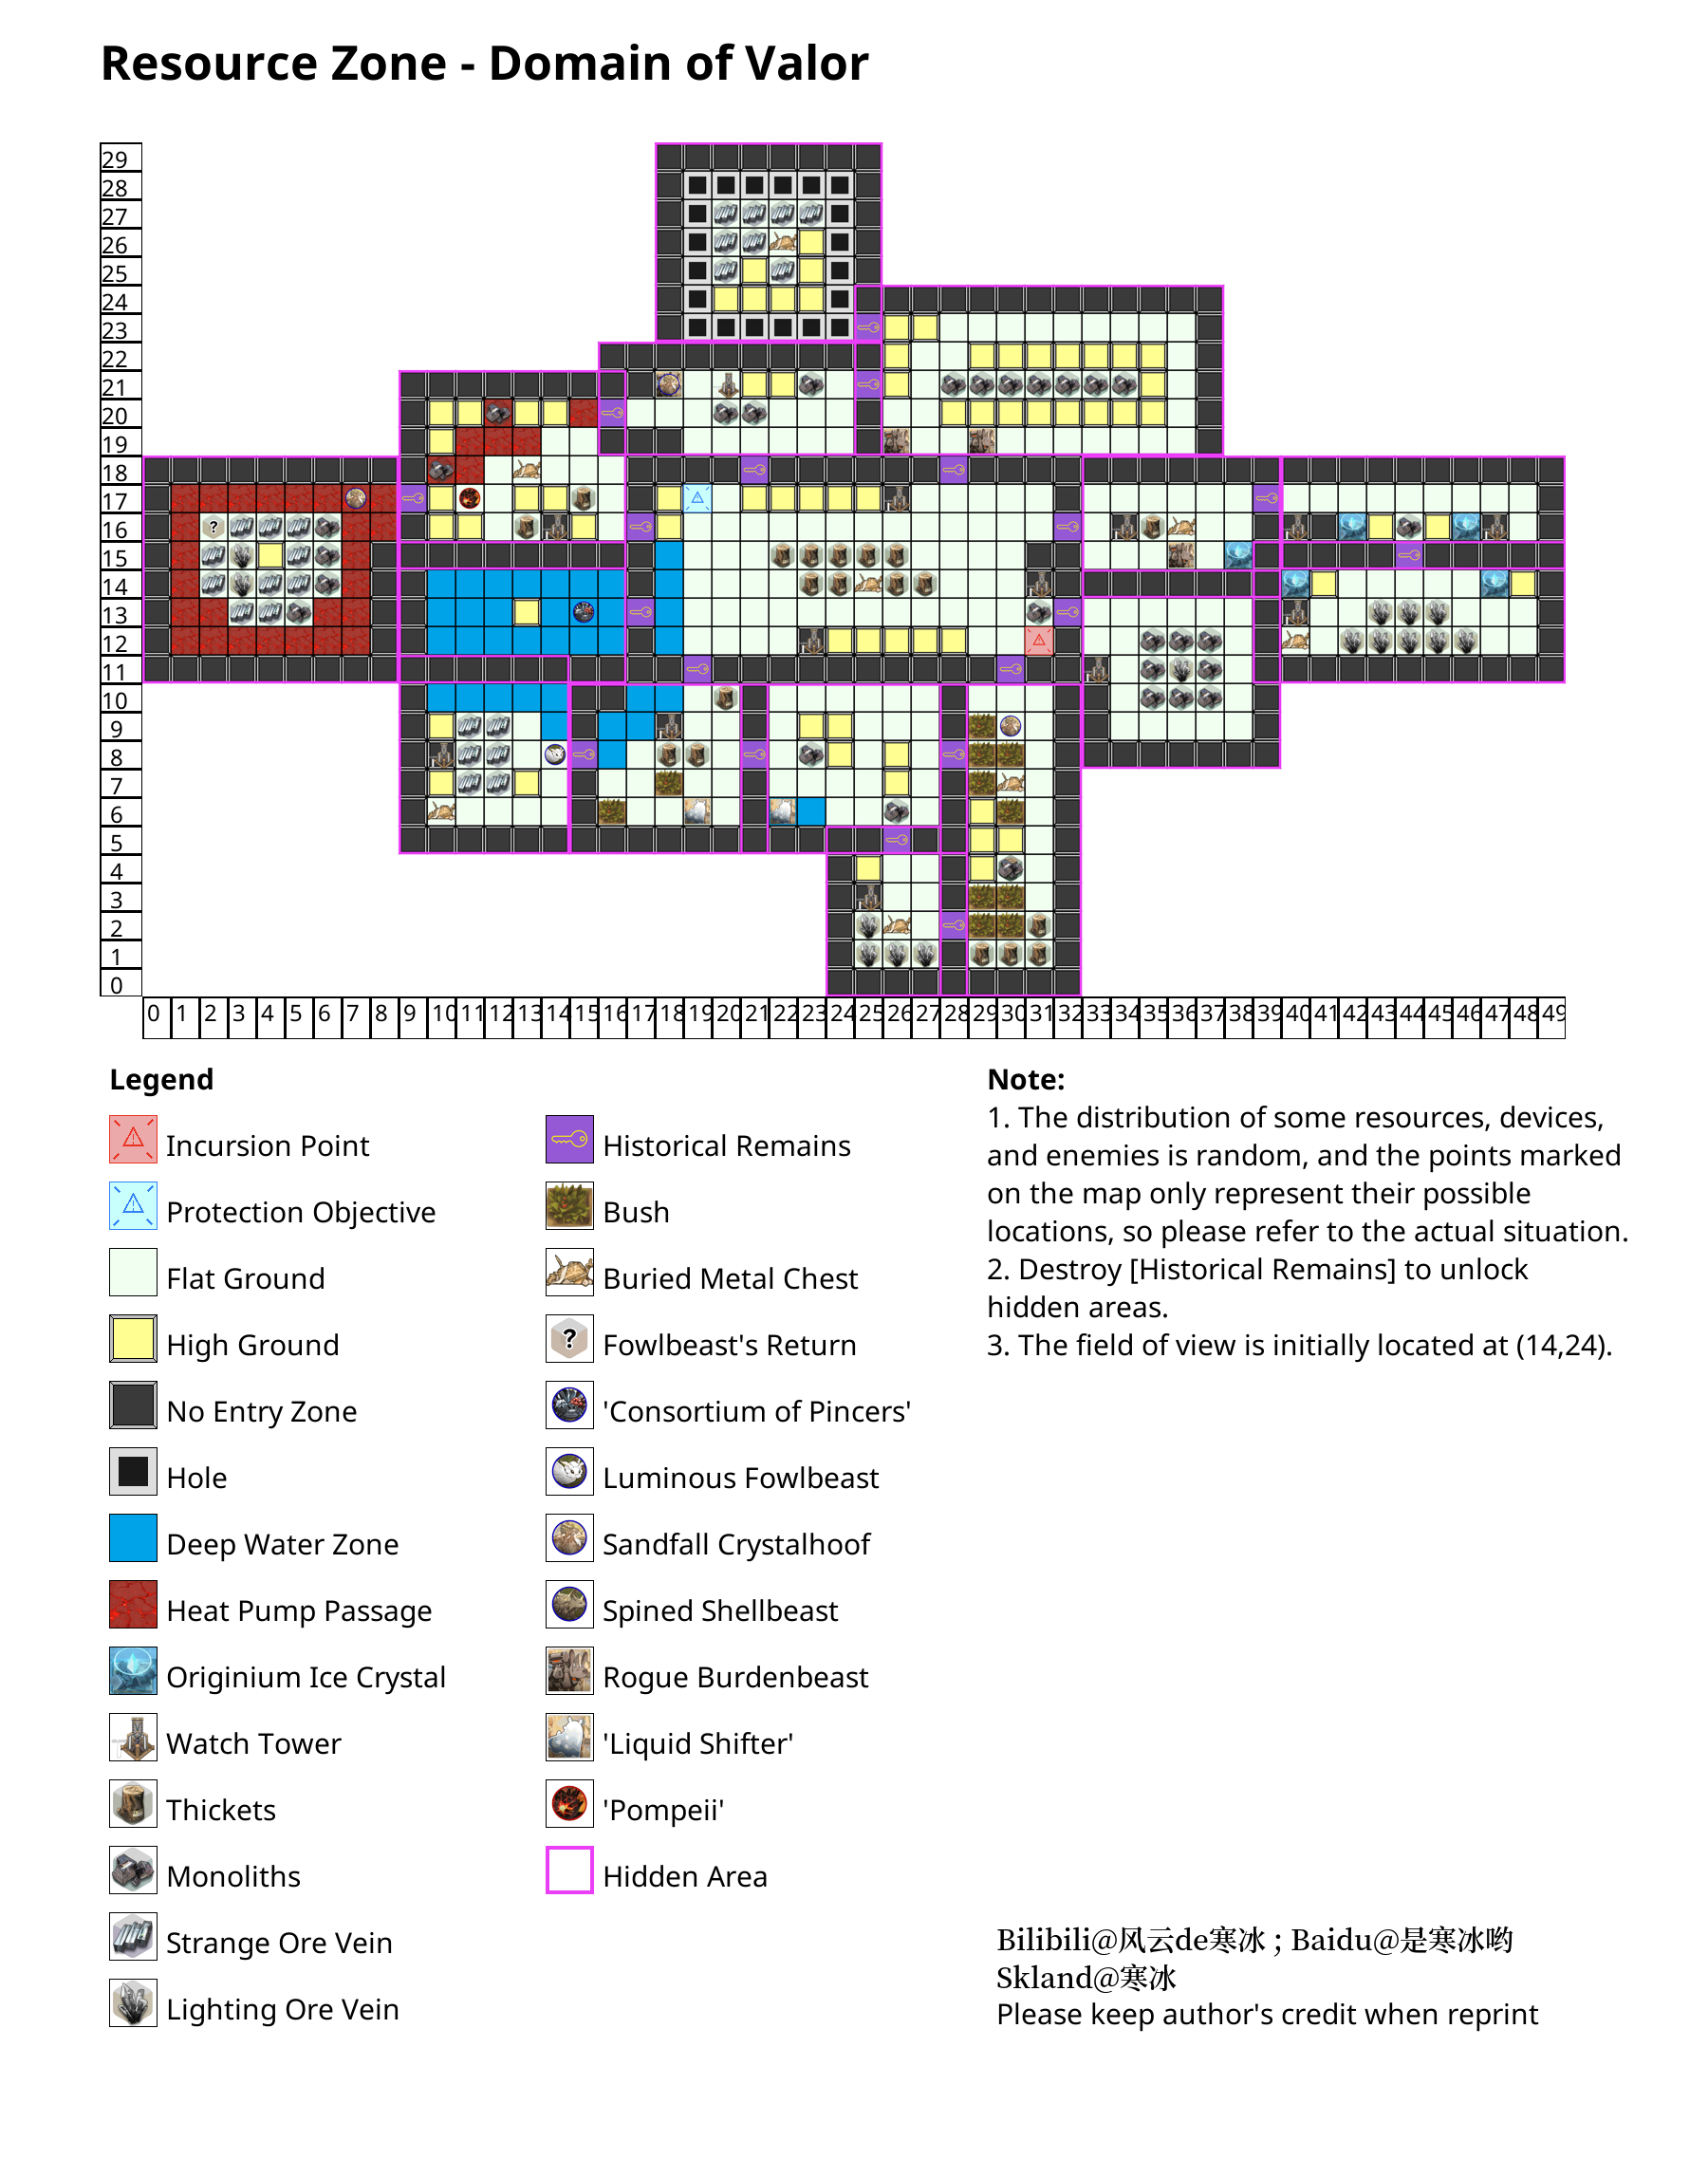 Resource Zone - Domain of Valor
29
28
27
26
25
24
23
22
21
20
19
18
17
16
15
14
13
12
11
10
9
8
7
6
5
4
3
2
1
0
0 1 2 3 4 5 6 7 8 9 10 11 12 13 14 15 16 17 18 19 20 21 22 23 24 25 26 27 28 29 30 31 32 33 34 35 36 37 38 39 40 41 42 43 44 45 46 47 48 49
Legend
Incursion Point
Protection Objective
Flat Ground
High Ground
No Entry Zone
Hole
Deep Water Zone
Heat Pump Passage
Originium Ice Crystal
Watch Tower
Thickets
Monoliths
Strange Ore Vein
Lighting Ore Vein
Historical Remains
Bush
Buried Metal Chest
?
Fowlbeast's Return
'Consortium of Pincers'
Luminous Fowlbeast
Sandfall Crystalhoof
Spined Shellbeast
Rogue Burdenbeast
'Liquid Shifter'
'Pompeii'
Hidden Area
Note:
1. The distribution of some resources, devices,
and enemies is random, and the points marked
on the map only represent their possible
locations, so please refer to the actual situation.
2. Destroy [Historical Remains] to unlock
hidden areas.
3. The field of view is initially located at (14,24).
Bilibili@风云de寒冰 ; Baidu@是寒冰哟
Skland@寒冰
Please keep author's credit when reprint